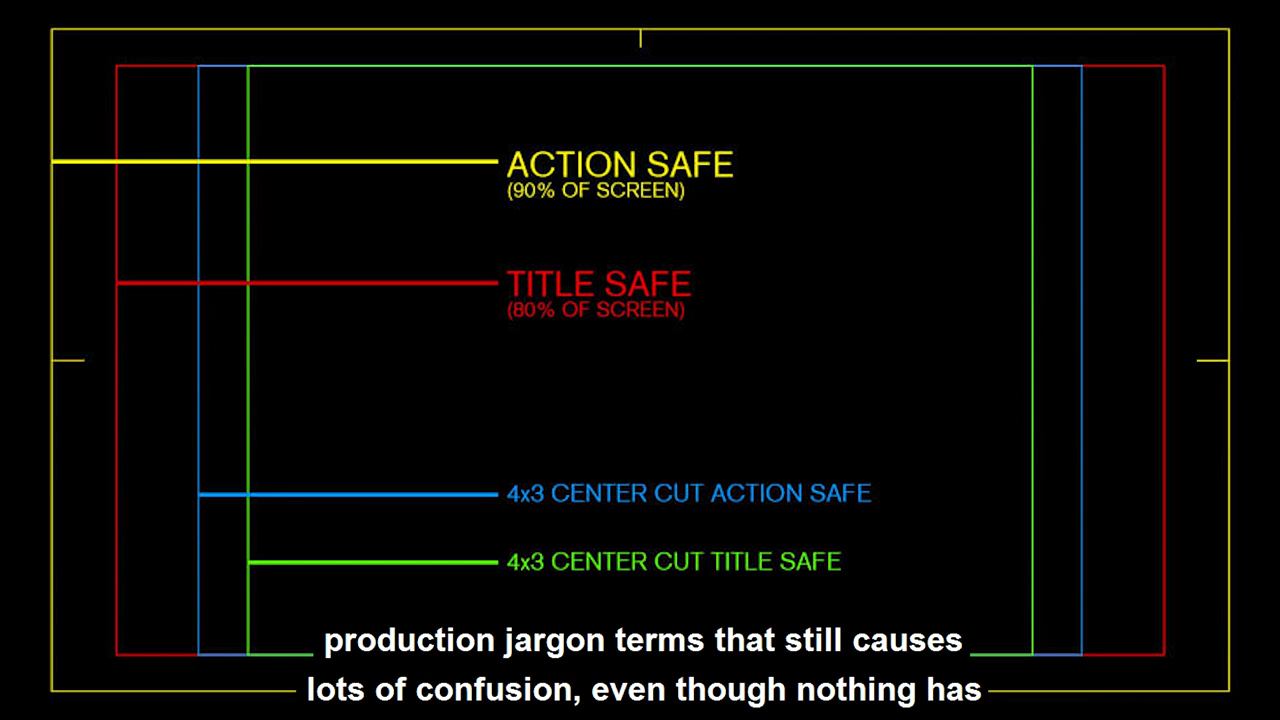 ACTION SAFE
(90% OF SCREEN)
TITLE SAFE
(80% OF SCREEN)
4x3 CENTER CUT ACTION SAFE
4x3 CENTER CUT TITLE SAFE
production jargon terms that still causes
lots of confusion, even though nothing has